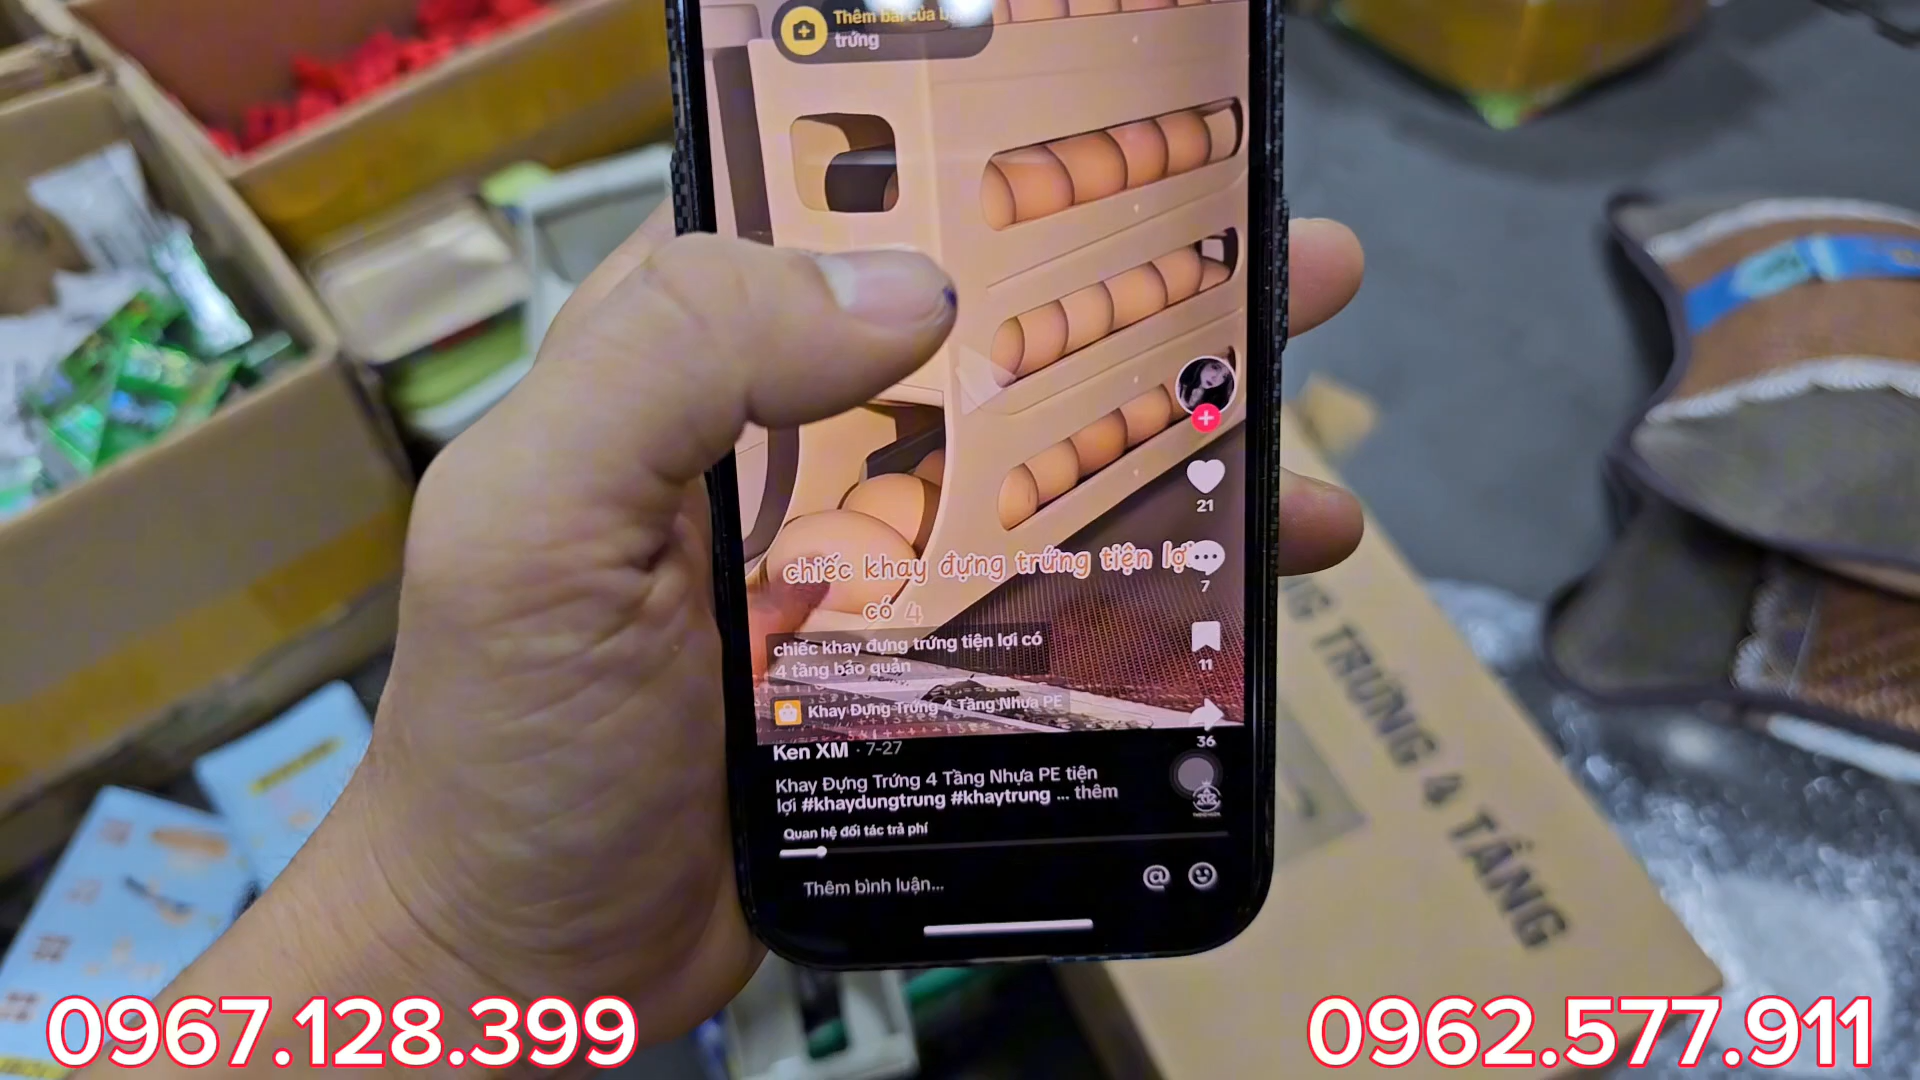 Thêm bài của b
trứng
chiếc khay đựng trứng tiện lợi
có 4
chiếc khay đựng trứng tiện lợi có
4 tầng bảo quản
Khay Đựng Trứng 4 Tầng Nhựa PE
Ken XM · 7-27
Khay Đựng Trứng 4 Tầng Nhựa PE tiện
lợi #khaydungtrung #khaytrung ... thêm
Quan hệ đối tác trả phí
Thêm bình luận...
21
7
11
36
NG TRỨNG 4 TẦNG
0967.128.399
0962.577.911